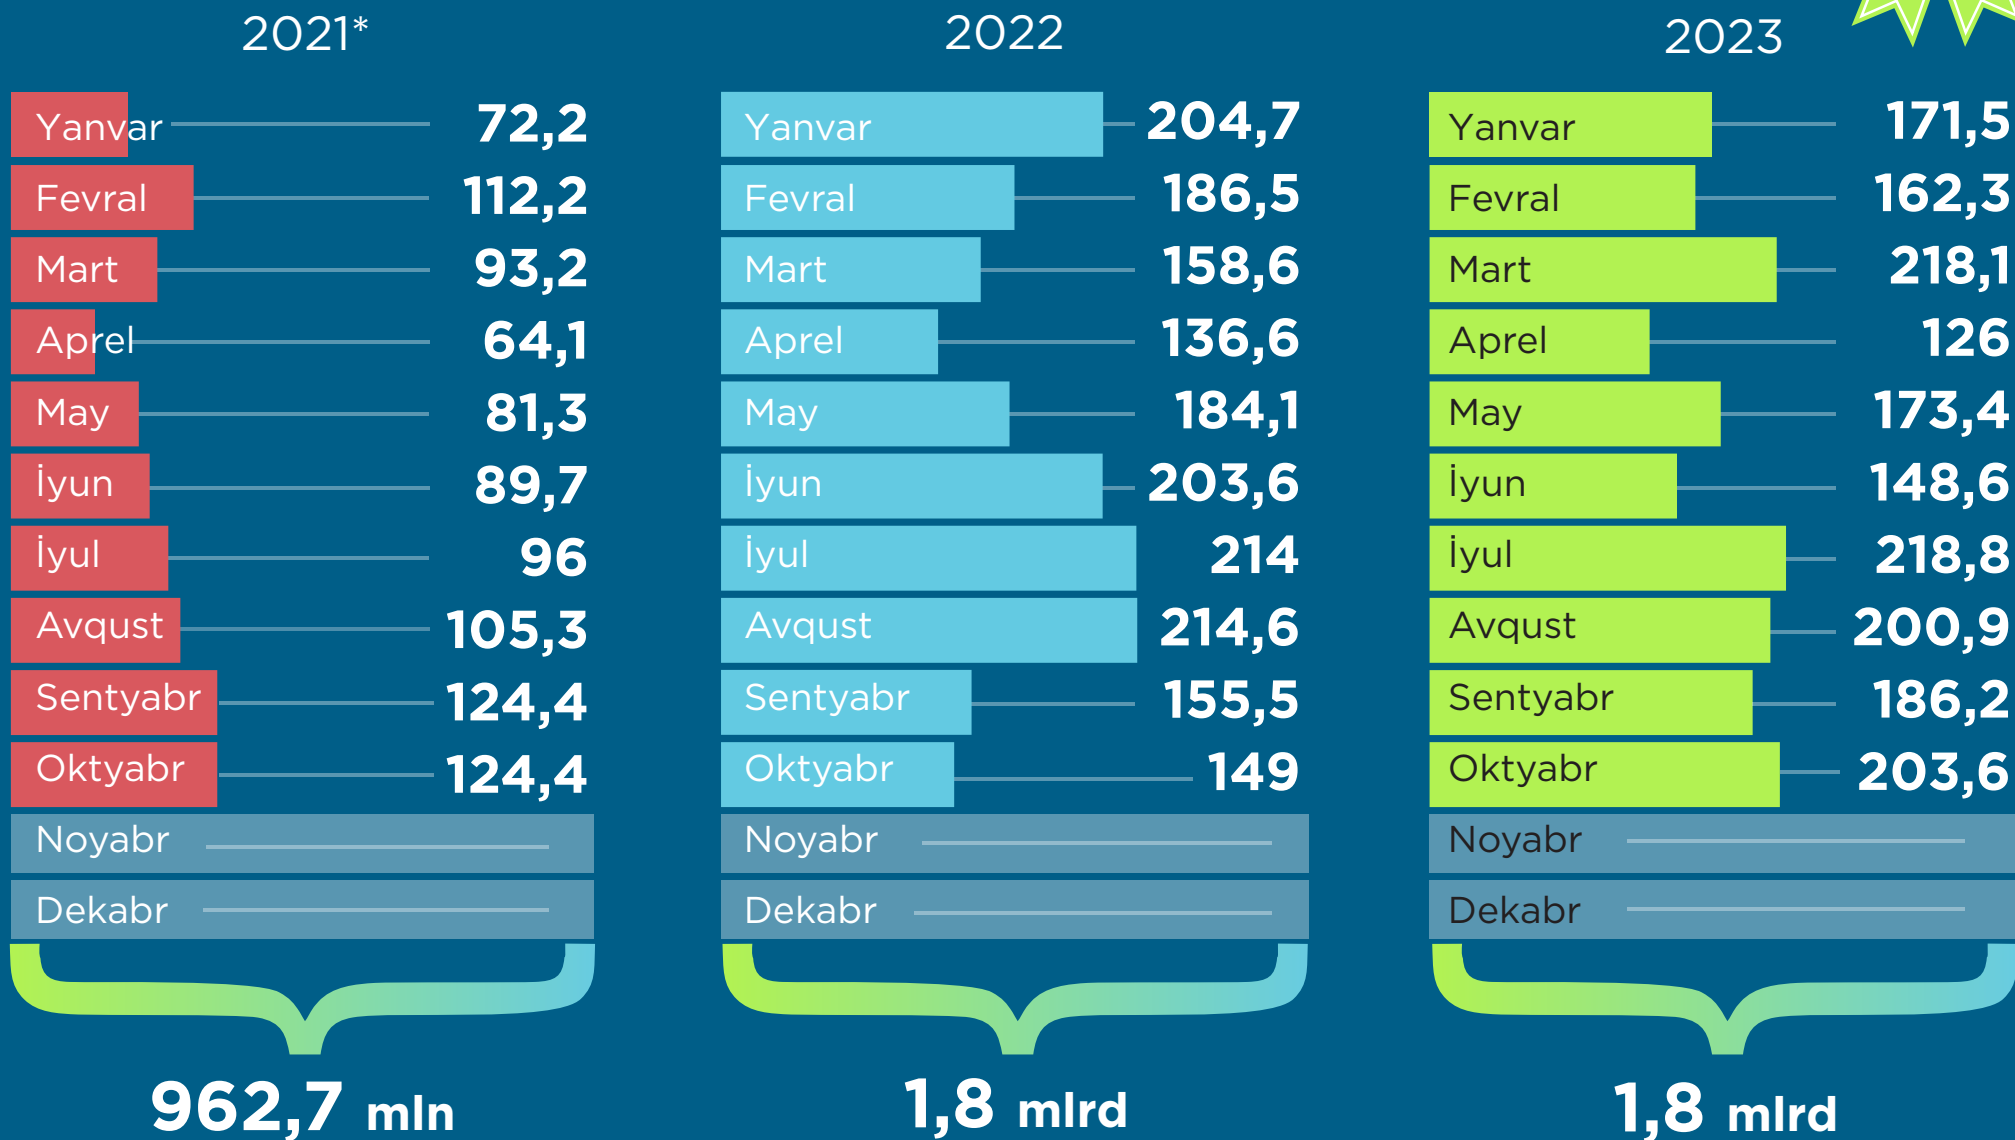 2021*
Yanvar 72,2
Fevral 112,2
Mart 93,2
Aprel 64,1
May 81,3
İyun 89,7
İyul 96
Avqust 105,3
Sentyabr 124,4
Oktyabr 124,4
Noyabr
Dekabr
962,7 mln
2022
Yanvar 204,7
Fevral 186,5
Mart 158,6
Aprel 136,6
May 184,1
İyun 203,6
İyul 214
Avqust 214,6
Sentyabr 155,5
Oktyabr 149
Noyabr
Dekabr
1,8 mlrd
2023
Yanvar 171,5
Fevral 162,3
Mart 218,1
Aprel 126
May 173,4
İyun 148,6
İyul 218,8
Avqust 200,9
Sentyabr 186,2
Oktyabr 203,6
Noyabr
Dekabr
1,8 mlrd